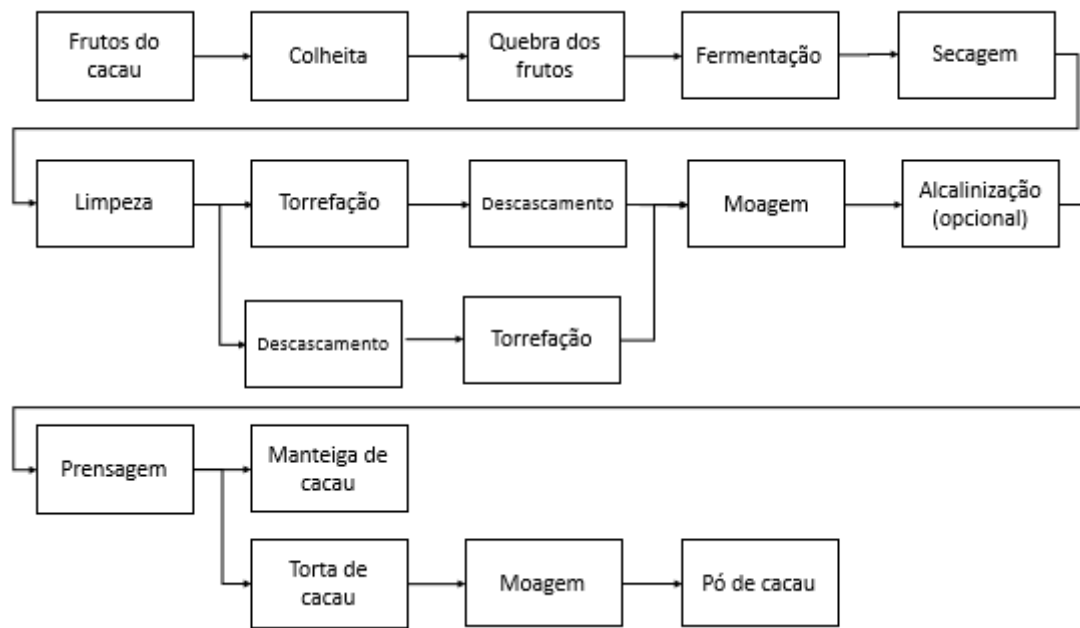 Frutos do
cacau
Colheita
Quebra dos
frutos
Fermentação
Secagem
Limpeza
Torrefação
Descascamento
Moagem
Alcalinização
(opcional)
Descascamento
Torrefação
Prensagem
Manteiga de
cacau
Torta de
cacau
Moagem
Pó de cacau